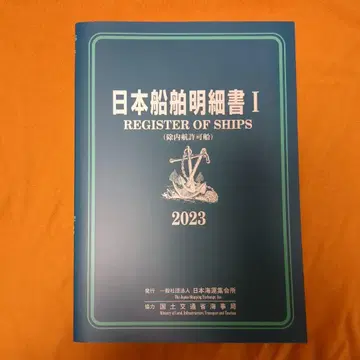 日本船舶明細書 I
REGISTER OF SHIPS
(除内航許可船)
2023
発行 一般社団法人 日本海運集会所
The Japan Shipping Exchange, Inc.
協力 国土交通省海事局
Ministry of Land, Infrastructure, Transport and Tourism